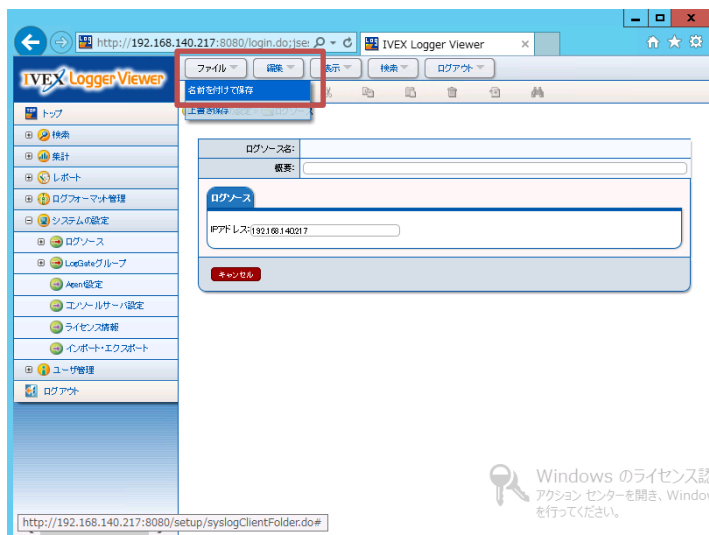 http://192.168.140.217:8080/login.do;jse
IVEX Logger Viewer
×
IVEX Logger Viewer
ファイル
編集
表示
検索
ログアウト
名前を付けて保存
上書き保存
トップ
検索
集計
レポート
ログフォーマット管理
システムの設定
ログソース
LogGateグループ
Agent設定
コンソールサーバ設定
ライセンス情報
インポート・エクスポート
ユーザ管理
ログアウト
ログソース名:
概要:
ログソース
IPアドレス: 192.168.140.217
キャンセル
Windows のライセンス認
アクション センターを開き、Window
を行ってください。
http://192.168.140.217:8080/setup/syslogClientFolder.do#